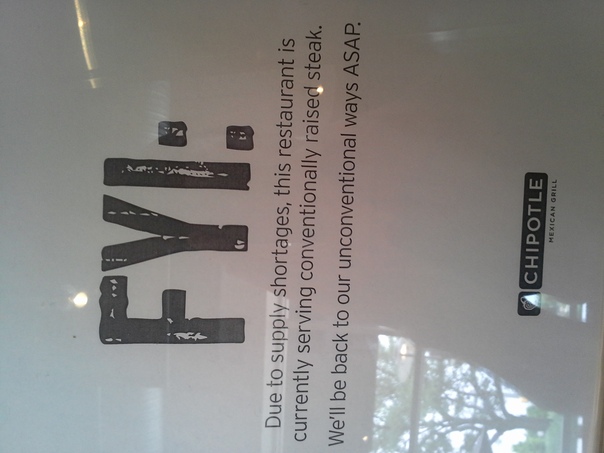 FYI:
Due to supply shortages, this restaurant is
currently serving conventionally raised steak.
We'll be back to our unconventional ways ASAP.
CHIPOTLE
MEXICAN GRILL